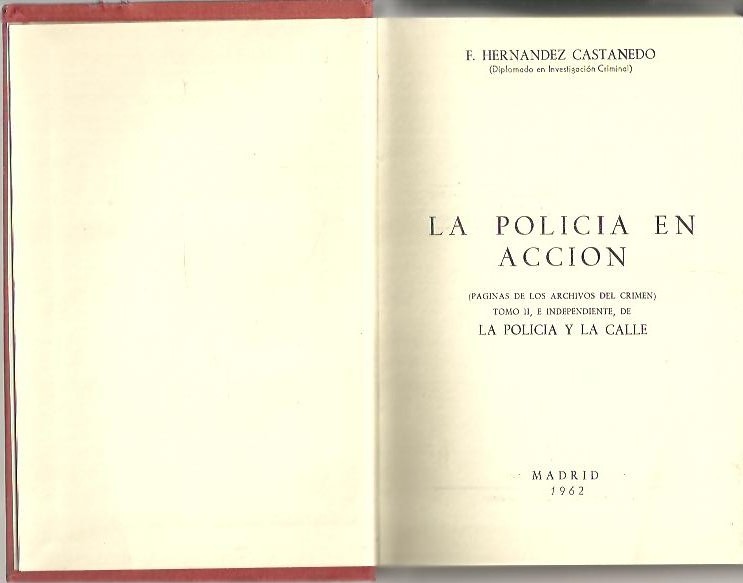 F. HERNANDEZ CASTANEDO
(Diplomado en Investigación Criminal)
LA POLICIA EN
ACCION
(PAGINAS DE LOS ARCHIVOS DEL CRIMEN)
TOMO II, E INDEPENDIENTE, DE
LA POLICIA Y LA CALLE
MADRID
1962